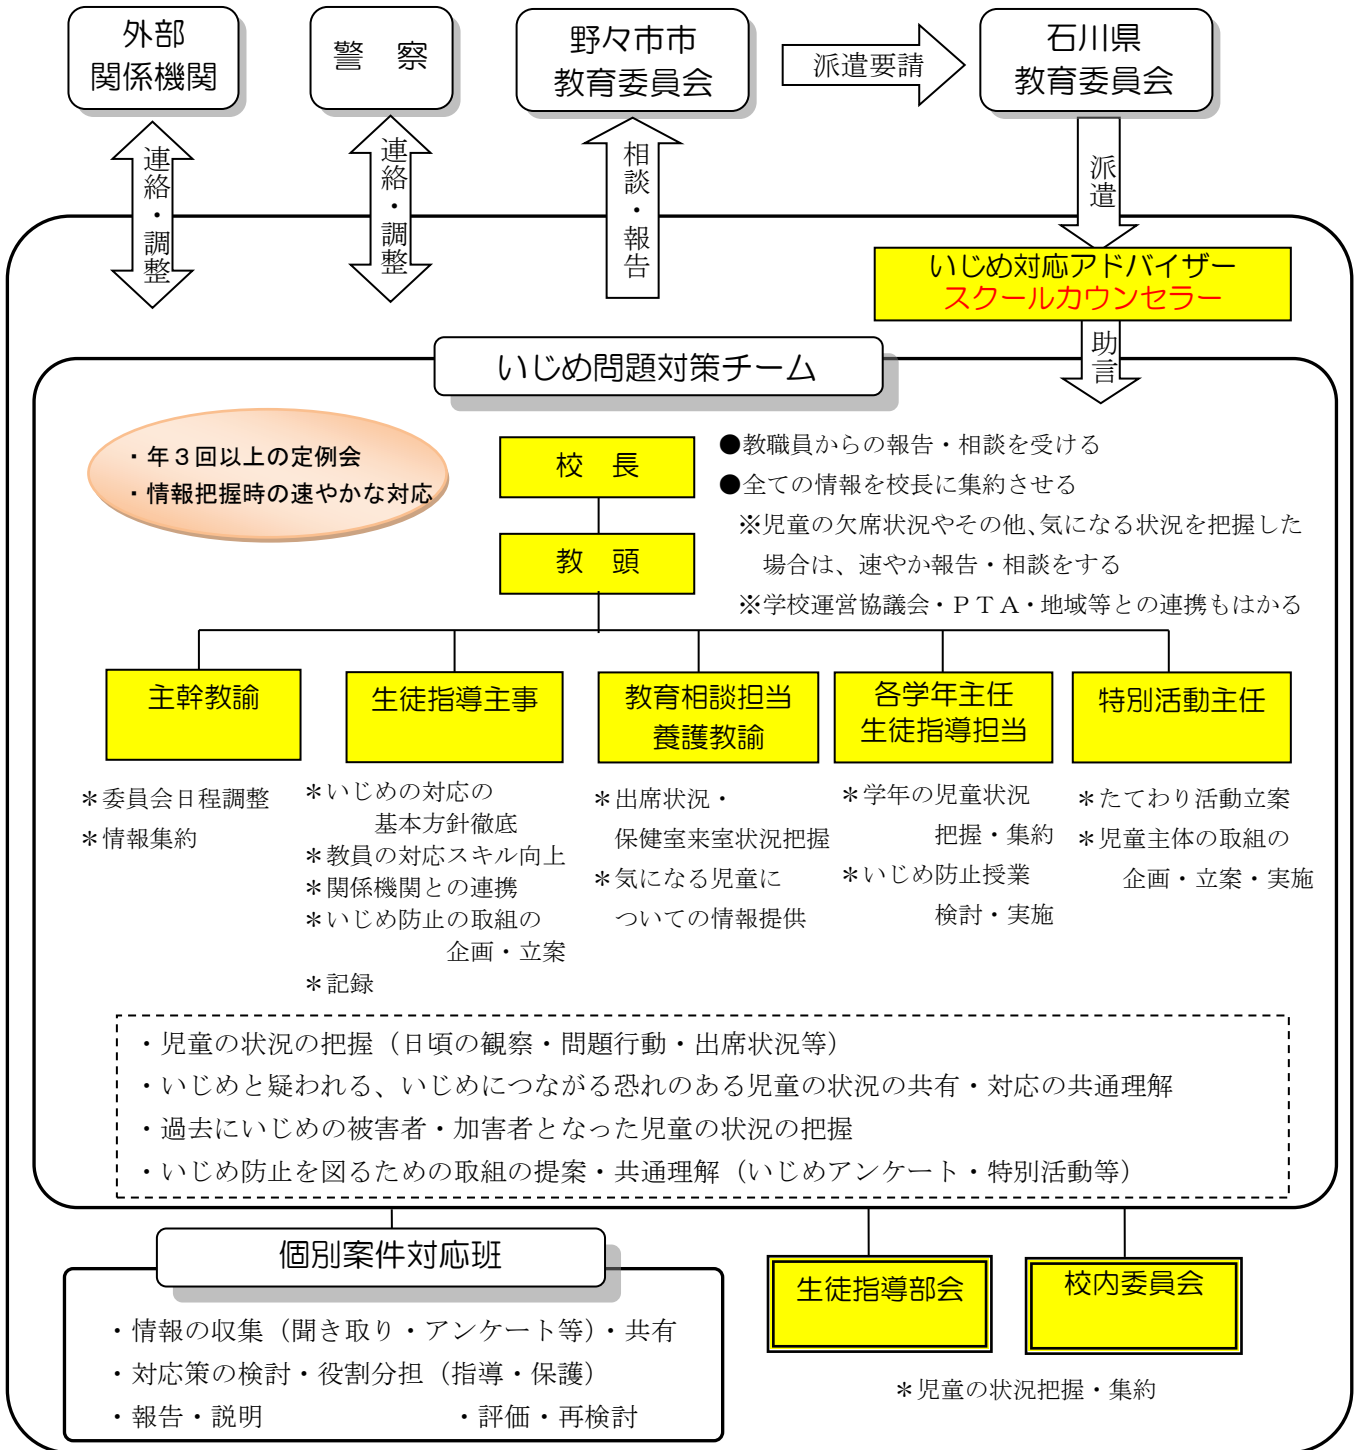 外部
関係機関
警　察
野々市市
教育委員会
派遣要請
石川県
教育委員会
連絡・調整
連絡・調整
相談・報告
派遣
いじめ対応アドバイザー
スクールカウンセラー
助言
いじめ問題対策チーム
・年３回以上の定例会
・情報把握時の速やかな対応
校　長
教　頭
●教職員からの報告・相談を受ける
●全ての情報を校長に集約させる
※児童の欠席状況やその他、気になる状況を把握した
場合は、速やか報告・相談をする
※学校運営協議会・ＰＴＡ・地域等との連携もはかる
主幹教諭
＊委員会日程調整
＊情報集約
生徒指導主事
＊いじめの対応の
基本方針徹底
＊教員の対応スキル向上
＊関係機関との連携
＊いじめ防止の取組の
企画・立案
＊記録
教育相談担当
養護教諭
＊出席状況・
保健室来室状況把握
＊気になる児童に
ついての情報提供
各学年主任
生徒指導担当
＊学年の児童状況
把握・集約
＊いじめ防止授業
検討・実施
特別活動主任
＊たてわり活動立案
＊児童主体の取組の
企画・立案・実施
・児童の状況の把握（日頃の観察・問題行動・出席状況等）
・いじめと疑われる、いじめにつながる恐れのある児童の状況の共有・対応の共通理解
・過去にいじめの被害者・加害者となった児童の状況の把握
・いじめ防止を図るための取組の提案・共通理解（いじめアンケート・特別活動等）
個別案件対応班
・情報の収集（聞き取り・アンケート等）・共有
・対応策の検討・役割分担（指導・保護）
・報告・説明　　　　　　　　・評価・再検討
生徒指導部会
校内委員会
＊児童の状況把握・集約